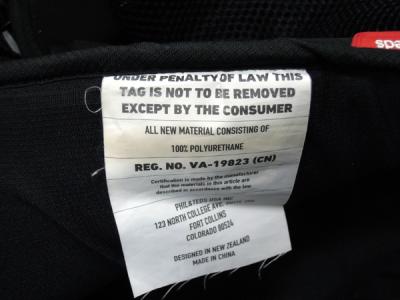 UNDER PENALTY OF LAW THIS
TAG IS NOT TO BE REMOVED
EXCEPT BY THE CONSUMER
ALL NEW MATERIAL CONSISTING OF
100% POLYURETHANE
REG. NO. VA-19823 (CN)
Certification is made by the manufacturer
that the materials in this article are
described in accordance with the law
PHIL&TEDS USA INC
123 NORTH COLLEGE AVE,
FORT COLLINS
COLORADO 80524
DESIGNED IN NEW ZEALAND
MADE IN CHINA